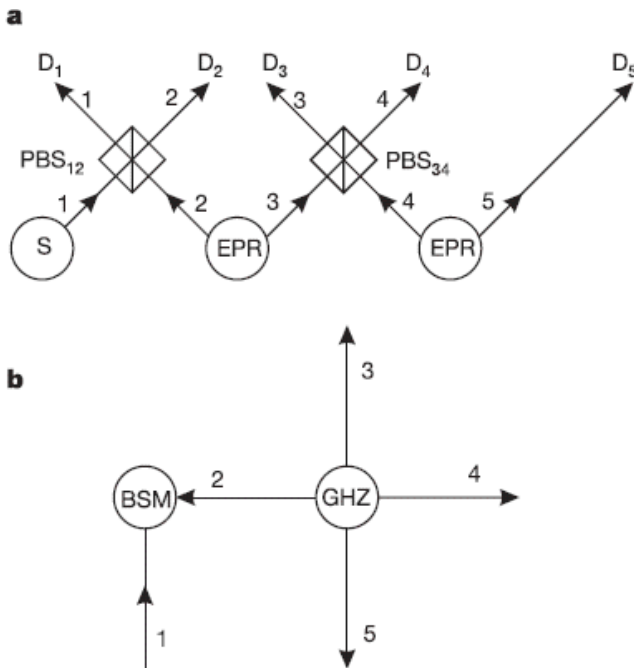 a
D₁ D₂ D₃ D₄ D₅
1 2 3 4
PBS₁₂ PBS₃₄
1 2 3 4 5
S EPR EPR
b
3
2 4
BSM GHZ
1 5